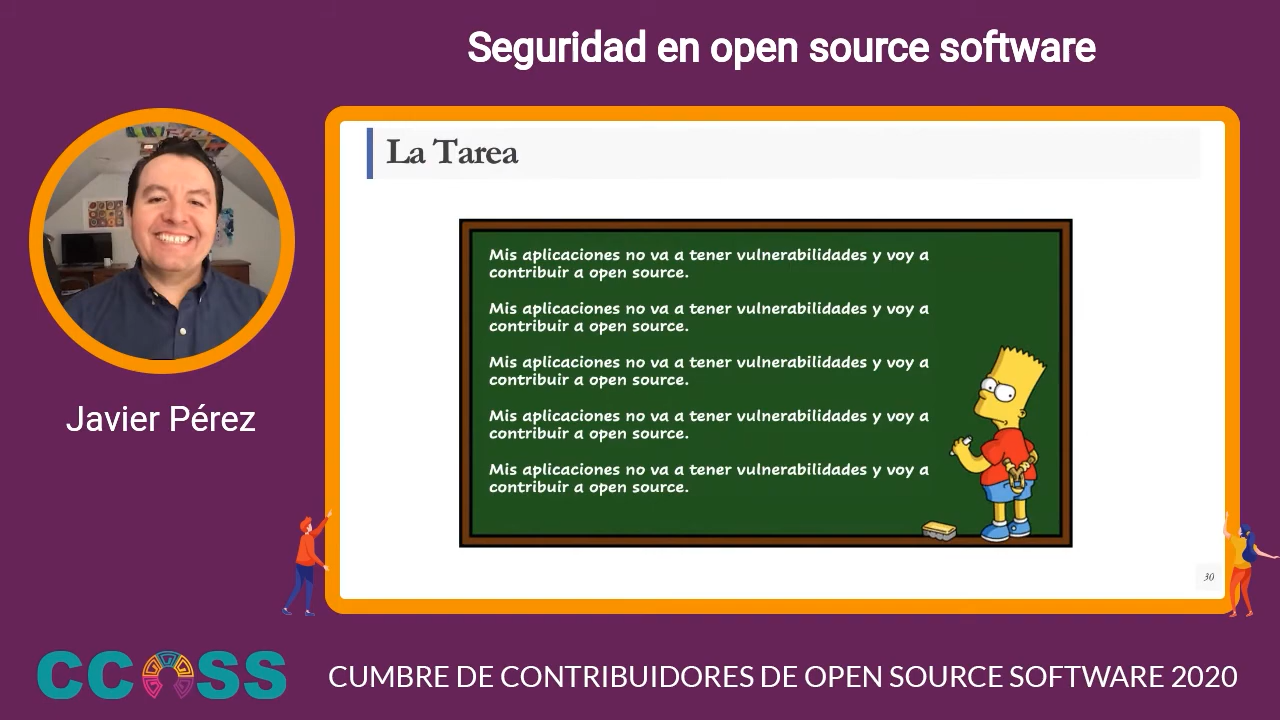 Seguridad en open source software
La Tarea
Mis aplicaciones no va a tener vulnerabilidades y voy a
contribuir a open source.
Mis aplicaciones no va a tener vulnerabilidades y voy a
contribuir a open source.
Mis aplicaciones no va a tener vulnerabilidades y voy a
contribuir a open source.
Mis aplicaciones no va a tener vulnerabilidades y voy a
contribuir a open source.
Mis aplicaciones no va a tener vulnerabilidades y voy a
contribuir a open source.
Javier Pérez
30
CCOSS
CUMBRE DE CONTRIBUIDORES DE OPEN SOURCE SOFTWARE 2020